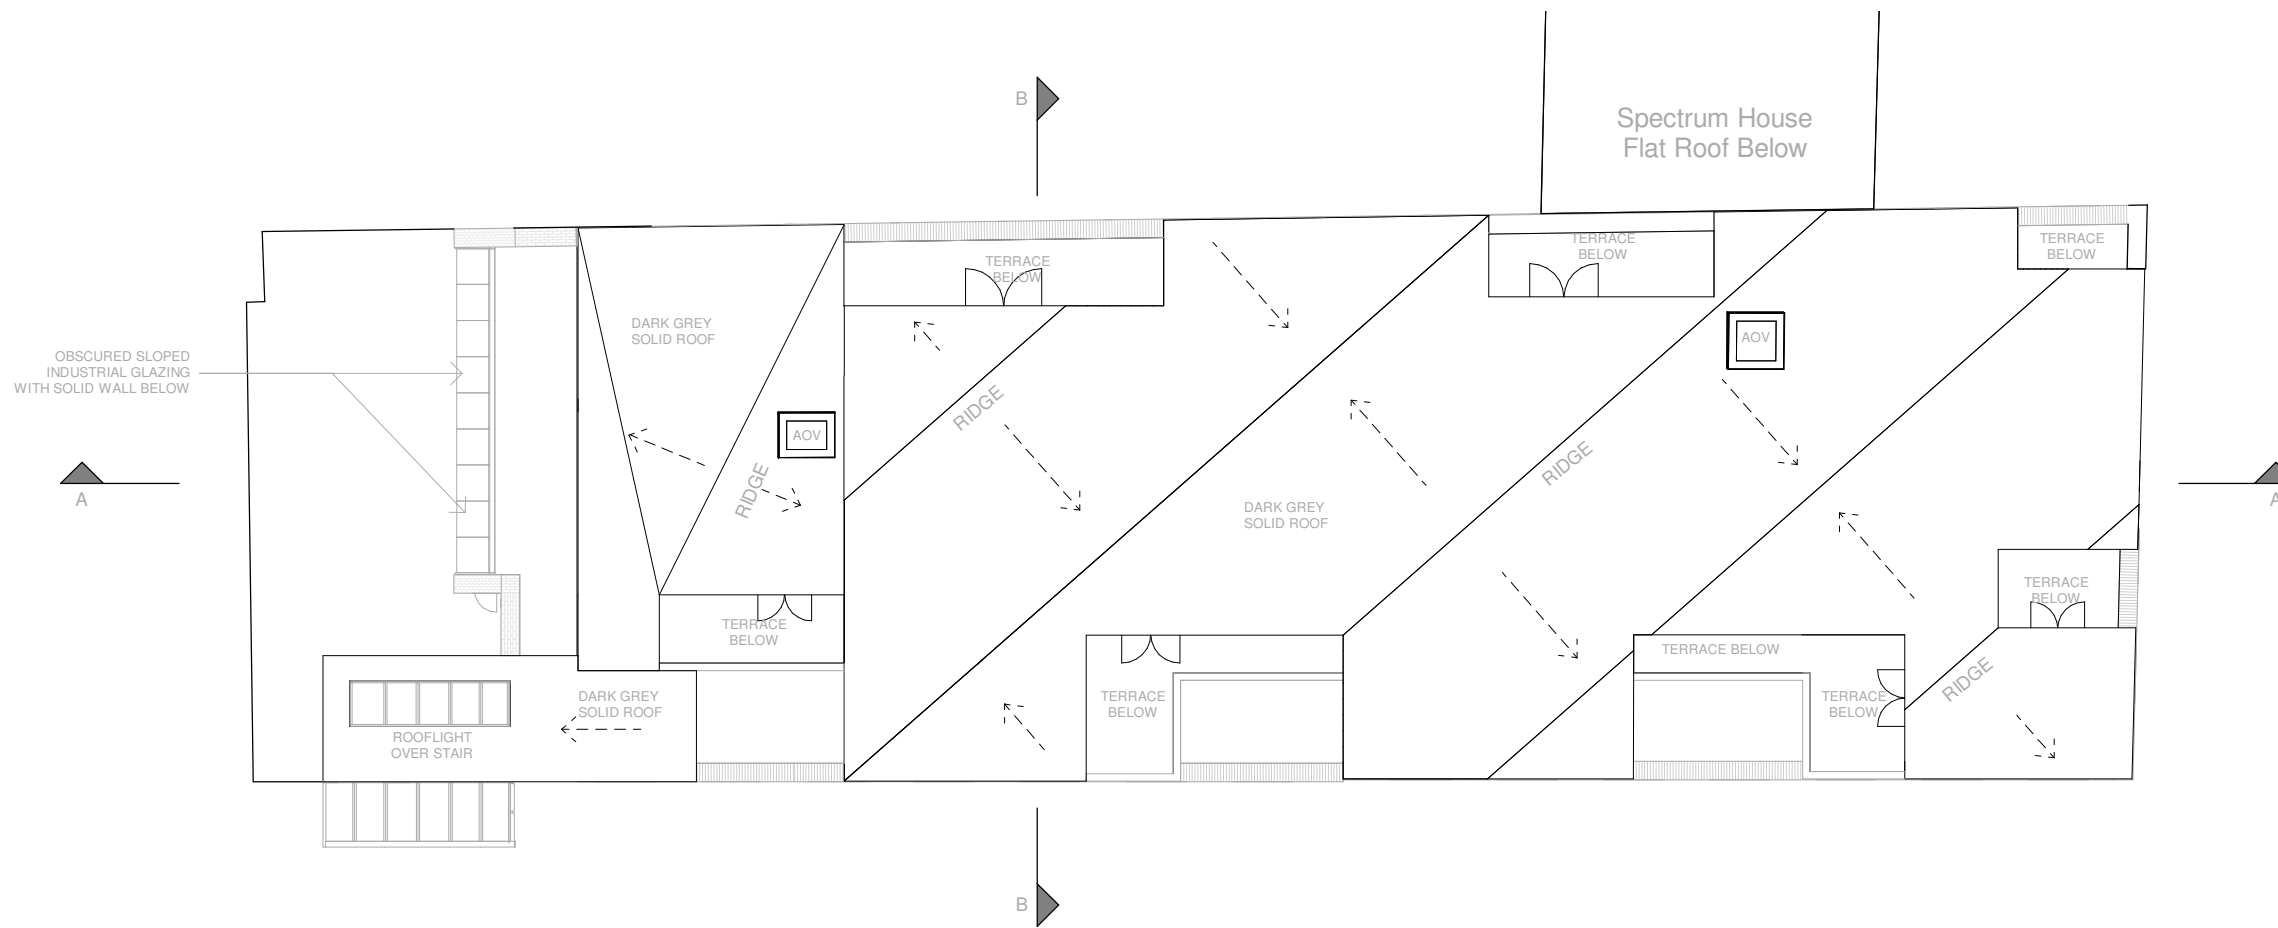 B
Spectrum House
Flat Roof Below
TERRACE
BELOW
TERRACE
BELOW
TERRACE
BELOW
DARK GREY
SOLID ROOF
AOV
OBSCURED SLOPED
INDUSTRIAL GLAZING
WITH SOLID WALL BELOW
RIDGE
AOV
RIDGE
RIDGE
A
A
DARK GREY
SOLID ROOF
TERRACE
BELOW
TERRACE
BELOW
TERRACE BELOW
RIDGE
DARK GREY
SOLID ROOF
TERRACE
BELOW
TERRACE
BELOW
ROOFLIGHT
OVER STAIR
B